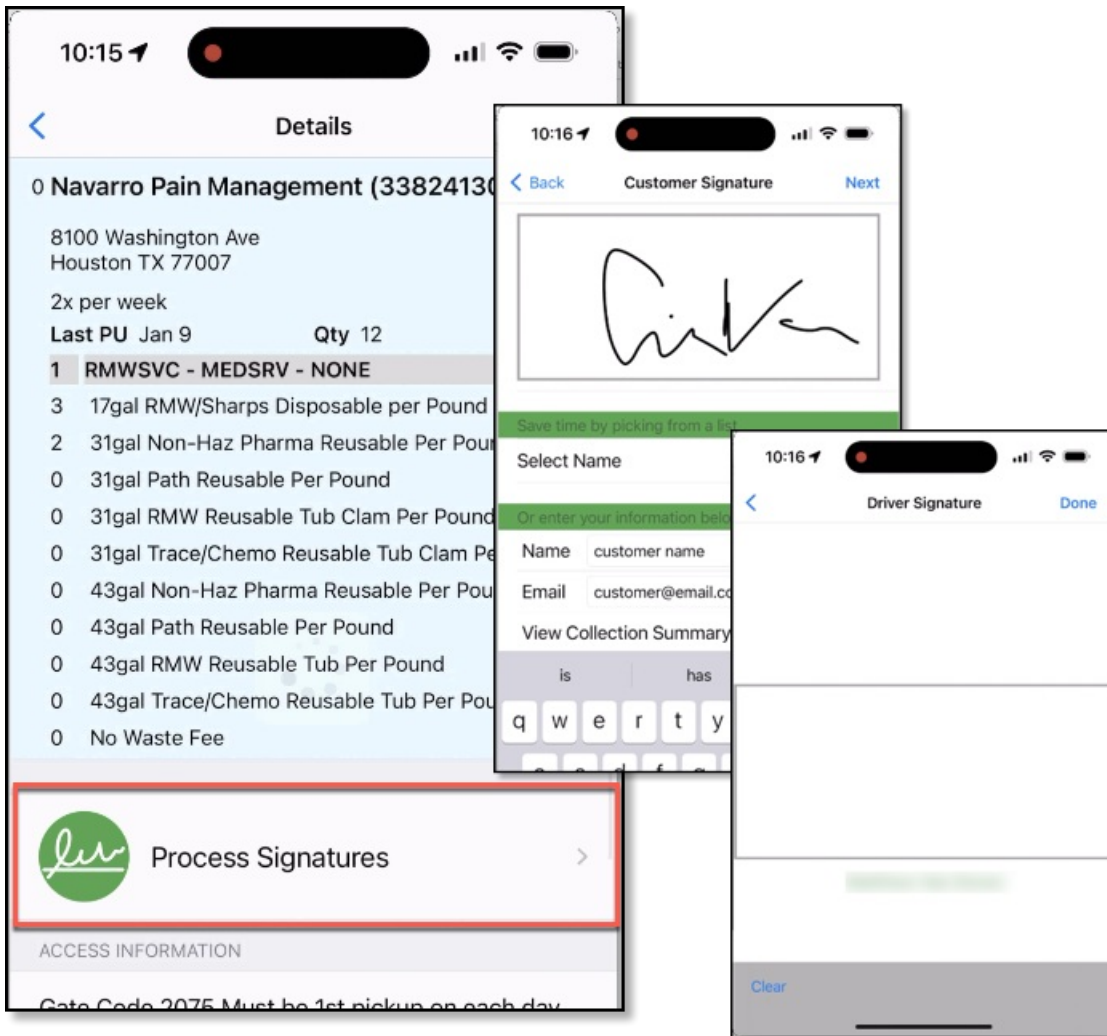 10:15
Details
0 Navarro Pain Management (33824130
8100 Washington Ave
Houston TX 77007
2x per week
Last PU Jan 9 Qty 12
1 RMWSVC - MEDSRV - NONE
3 17gal RMW/Sharps Disposable per Pound
2 31gal Non-Haz Pharma Reusable Per Poun
0 31gal Path Reusable Per Pound
0 31gal RMW Reusable Tub Clam Per Pound
0 31gal Trace/Chemo Reusable Tub Clam Pe
0 43gal Non-Haz Pharma Reusable Per Pou
0 43gal Path Reusable Per Pound
0 43gal RMW Reusable Tub Per Pound
0 43gal Trace/Chemo Reusable Tub Per Pou
0 No Waste Fee
Process Signatures
ACCESS INFORMATION
Gate Code 2075 Must be 1st pickup on each day
10:16
Back Customer Signature Next
Save time by picking from a list
Select Name
Or enter your information belo
Name customer name
Email customer@email.co
View Collection Summary
is has
q w e r t y
10:16
Driver Signature Done
Clear